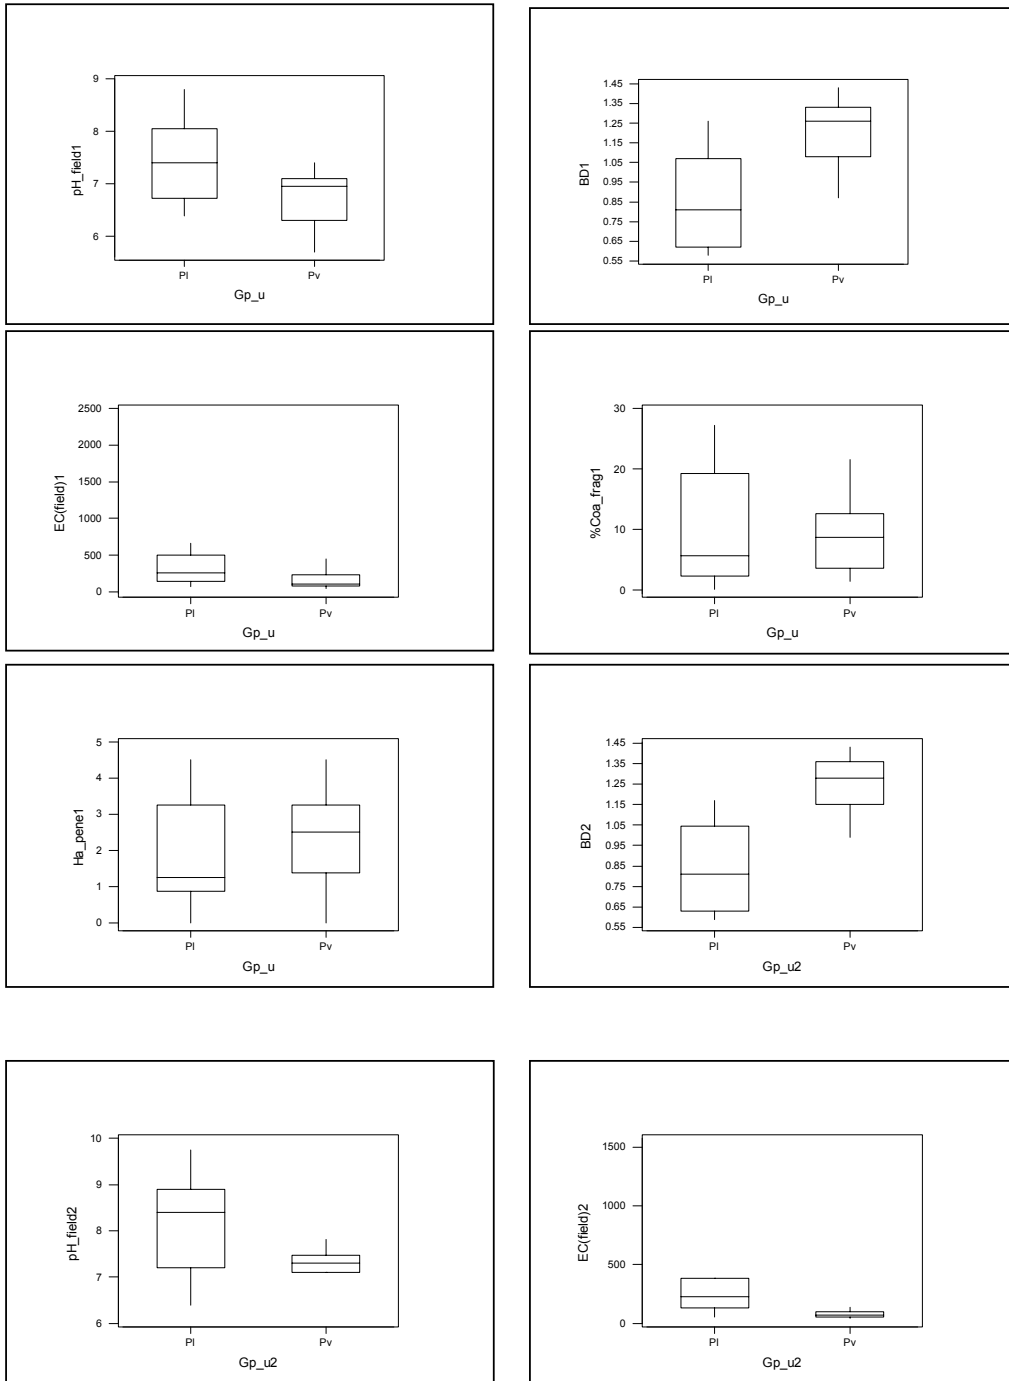 pH_field1
9
8
7
6
Pl
Pv
Gp_u
BD1
1.45
1.35
1.25
1.15
1.05
0.95
0.85
0.75
0.65
0.55
Pl
Pv
Gp_u
EC(field)1
2500
2000
1500
1000
500
0
Pl
Pv
Gp_u
%Coa_frag1
30
20
10
0
Pl
Pv
Gp_u
Ha_pene1
5
4
3
2
1
0
Pl
Pv
Gp_u
BD2
1.45
1.35
1.25
1.15
1.05
0.95
0.85
0.75
0.65
0.55
Pl
Pv
Gp_u2
pH_field2
10
9
8
7
6
Pl
Pv
Gp_u2
EC(field)2
1500
1000
500
0
Pl
Pv
Gp_u2